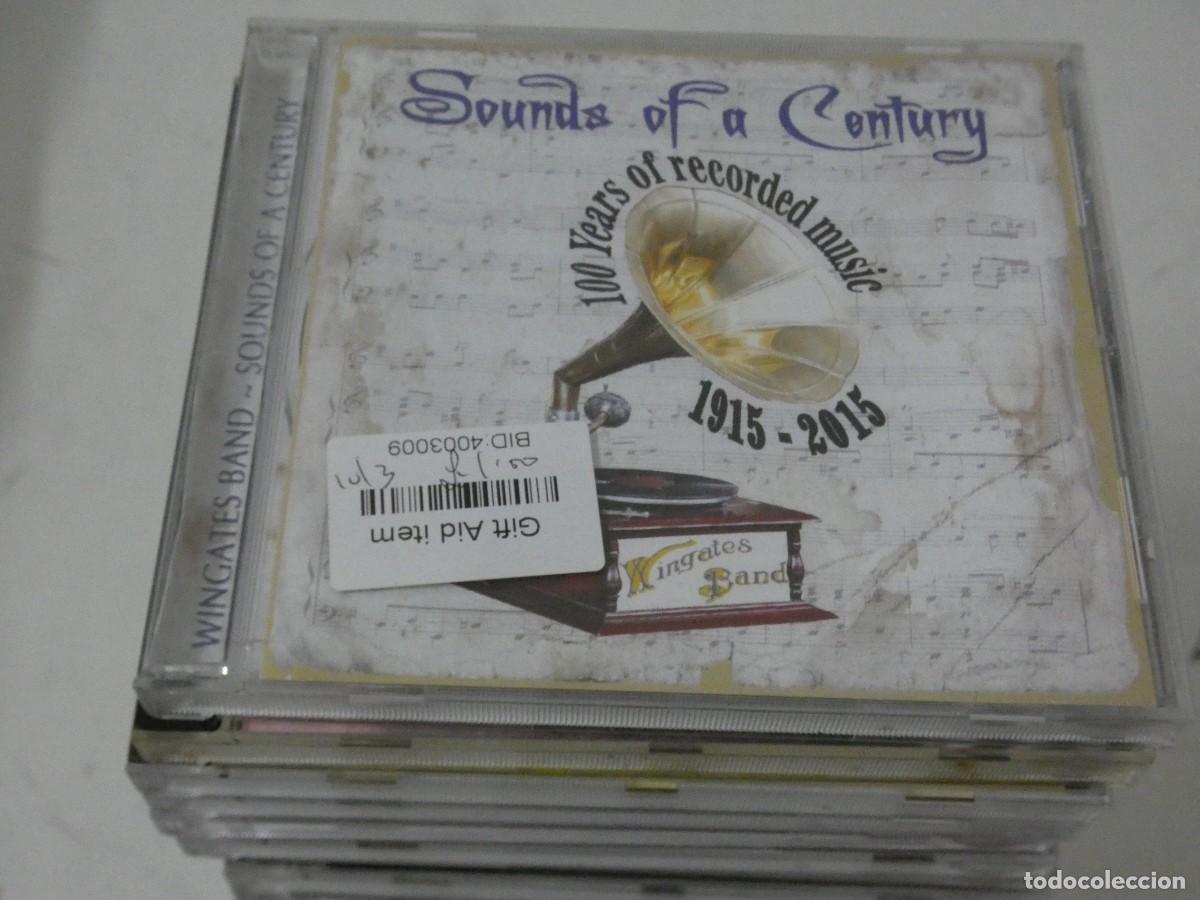 Sounds of a Century
100 Years of recorded music
1915 - 2015
WINGATES BAND ~ SOUNDS OF A CENTURY
Gift Aid item
BID:4003009
Wingates
Band
todocoleccion